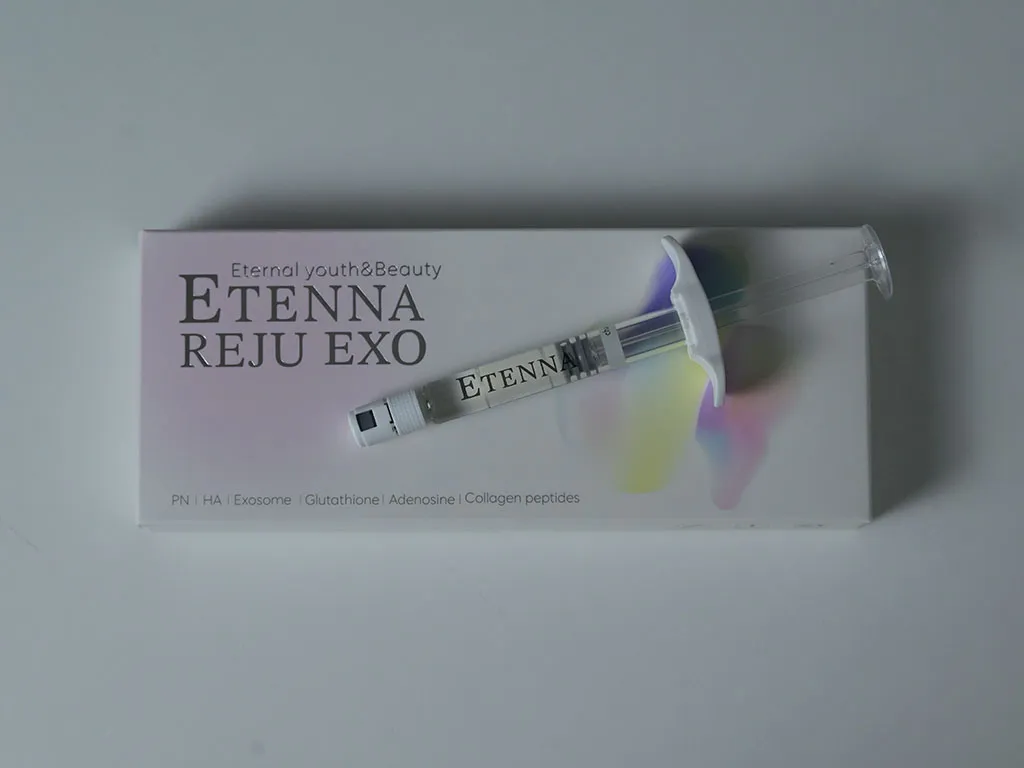 Eternal youth&Beauty
ETENNA
REJU EXO
ETENNA
PN | HA | Exosome | Glutathione | Adenosine | Collagen peptides